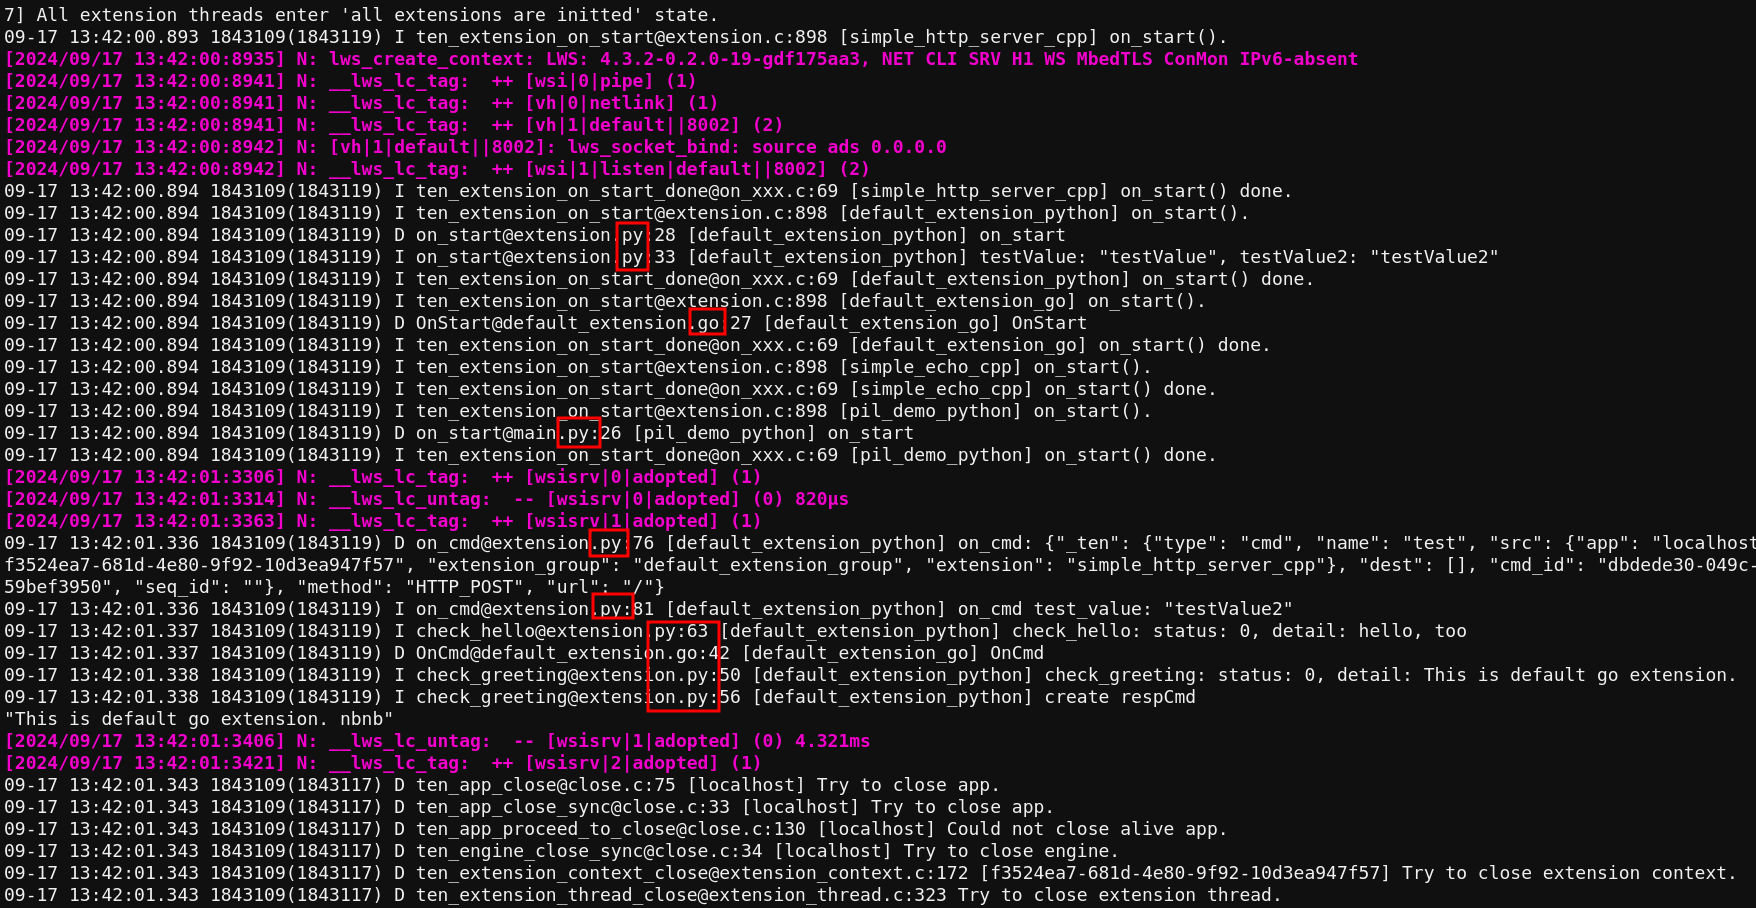 7] All extension threads enter 'all extensions are initted' state.
09-17 13:42:00.893 1843109(1843119) I ten_extension_on_start@extension.c:898 [simple_http_server_cpp] on_start().
[2024/09/17 13:42:00:8935] N: lws_create_context: LWS: 4.3.2-0.2.0-19-gdf175aa3, NET CLI SRV H1 WS MbedTLS ConMon IPv6-absent
[2024/09/17 13:42:00:8941] N: __lws_lc_tag:  ++ [wsi|0|pipe] (1)
[2024/09/17 13:42:00:8941] N: __lws_lc_tag:  ++ [vh|0|netlink] (1)
[2024/09/17 13:42:00:8941] N: __lws_lc_tag:  ++ [vh|1|default||8002] (2)
[2024/09/17 13:42:00:8942] N: [vh|1|default||8002]: lws_socket_bind: source ads 0.0.0.0
[2024/09/17 13:42:00:8942] N: __lws_lc_tag:  ++ [wsi|1|listen|default||8002] (2)
09-17 13:42:00.894 1843109(1843119) I ten_extension_on_start_done@on_xxx.c:69 [simple_http_server_cpp] on_start() done.
09-17 13:42:00.894 1843109(1843119) I ten_extension_on_start@extension.c:898 [default_extension_python] on_start().
09-17 13:42:00.894 1843109(1843119) D on_start@extension.py:28 [default_extension_python] on_start
09-17 13:42:00.894 1843109(1843119) I on_start@extension.py:33 [default_extension_python] testValue: "testValue", testValue2: "testValue2"
09-17 13:42:00.894 1843109(1843119) I ten_extension_on_start_done@on_xxx.c:69 [default_extension_python] on_start() done.
09-17 13:42:00.894 1843109(1843119) I ten_extension_on_start@extension.c:898 [default_extension_go] on_start().
09-17 13:42:00.894 1843109(1843119) D OnStart@default_extension.go:27 [default_extension_go] OnStart
09-17 13:42:00.894 1843109(1843119) I ten_extension_on_start_done@on_xxx.c:69 [default_extension_go] on_start() done.
09-17 13:42:00.894 1843109(1843119) I ten_extension_on_start@extension.c:898 [simple_echo_cpp] on_start().
09-17 13:42:00.894 1843109(1843119) I ten_extension_on_start_done@on_xxx.c:69 [simple_echo_cpp] on_start() done.
09-17 13:42:00.894 1843109(1843119) I ten_extension_on_start@extension.c:898 [pil_demo_python] on_start().
09-17 13:42:00.894 1843109(1843119) D on_start@main.py:26 [pil_demo_python] on_start
09-17 13:42:00.894 1843109(1843119) I ten_extension_on_start_done@on_xxx.c:69 [pil_demo_python] on_start() done.
[2024/09/17 13:42:01:3306] N: __lws_lc_tag:  ++ [wsisrv|0|adopted] (1)
[2024/09/17 13:42:01:3314] N: __lws_lc_untag:  -- [wsisrv|0|adopted] (0) 820μs
[2024/09/17 13:42:01:3363] N: __lws_lc_tag:  ++ [wsisrv|1|adopted] (1)
09-17 13:42:01.336 1843109(1843119) D on_cmd@extension.py:76 [default_extension_python] on_cmd: {"_ten": {"type": "cmd", "name": "test", "src": {"app": "localhost
f3524ea7-681d-4e80-9f92-10d3ea947f57", "extension_group": "default_extension_group", "extension": "simple_http_server_cpp"}, "dest": [], "cmd_id": "dbdede30-049c-
59bef3950", "seq_id": ""}, "method": "HTTP_POST", "url": "/"}
09-17 13:42:01.336 1843109(1843119) I on_cmd@extension.py:81 [default_extension_python] on_cmd test_value: "testValue2"
09-17 13:42:01.337 1843109(1843119) I check_hello@extension.py:63 [default_extension_python] check_hello: status: 0, detail: hello, too
09-17 13:42:01.337 1843109(1843119) D OnCmd@default_extension.go:42 [default_extension_go] OnCmd
09-17 13:42:01.338 1843109(1843119) I check_greeting@extension.py:50 [default_extension_python] check_greeting: status: 0, detail: This is default go extension.
09-17 13:42:01.338 1843109(1843119) I check_greeting@extension.py:56 [default_extension_python] create respCmd
"This is default go extension. nbnb"
[2024/09/17 13:42:01:3406] N: __lws_lc_untag:  -- [wsisrv|1|adopted] (0) 4.321ms
[2024/09/17 13:42:01:3421] N: __lws_lc_tag:  ++ [wsisrv|2|adopted] (1)
09-17 13:42:01.343 1843109(1843117) D ten_app_close@close.c:75 [localhost] Try to close app.
09-17 13:42:01.343 1843109(1843117) D ten_app_close_sync@close.c:33 [localhost] Try to close app.
09-17 13:42:01.343 1843109(1843117) D ten_app_proceed_to_close@close.c:130 [localhost] Could not close alive app.
09-17 13:42:01.343 1843109(1843117) D ten_engine_close_sync@close.c:34 [localhost] Try to close engine.
09-17 13:42:01.343 1843109(1843117) D ten_extension_context_close@extension_context.c:172 [f3524ea7-681d-4e80-9f92-10d3ea947f57] Try to close extension context.
09-17 13:42:01.343 1843109(1843117) D ten_extension_thread_close@extension_thread.c:323 Try to close extension thread.